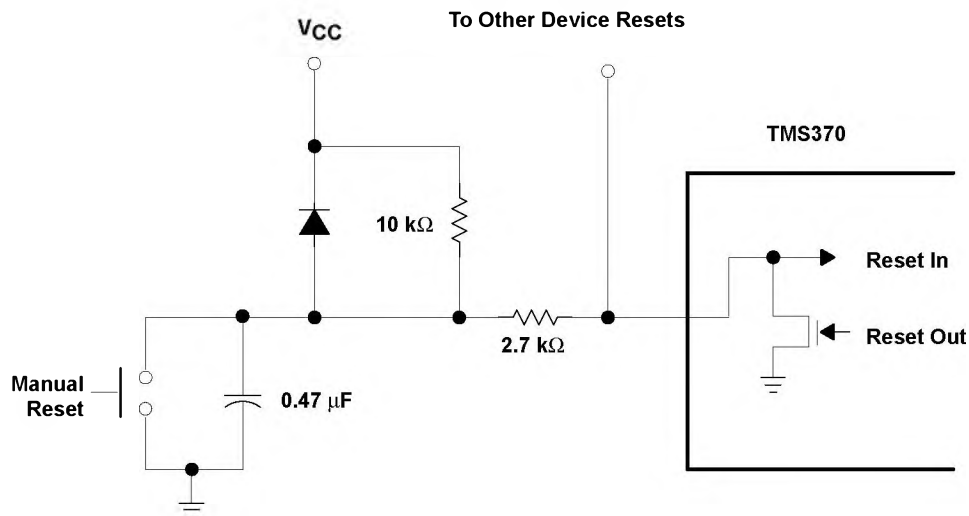 To Other Device Resets
VCC
TMS370
10 kΩ
Reset In
Reset Out
2.7 kΩ
Manual
Reset
0.47 μF